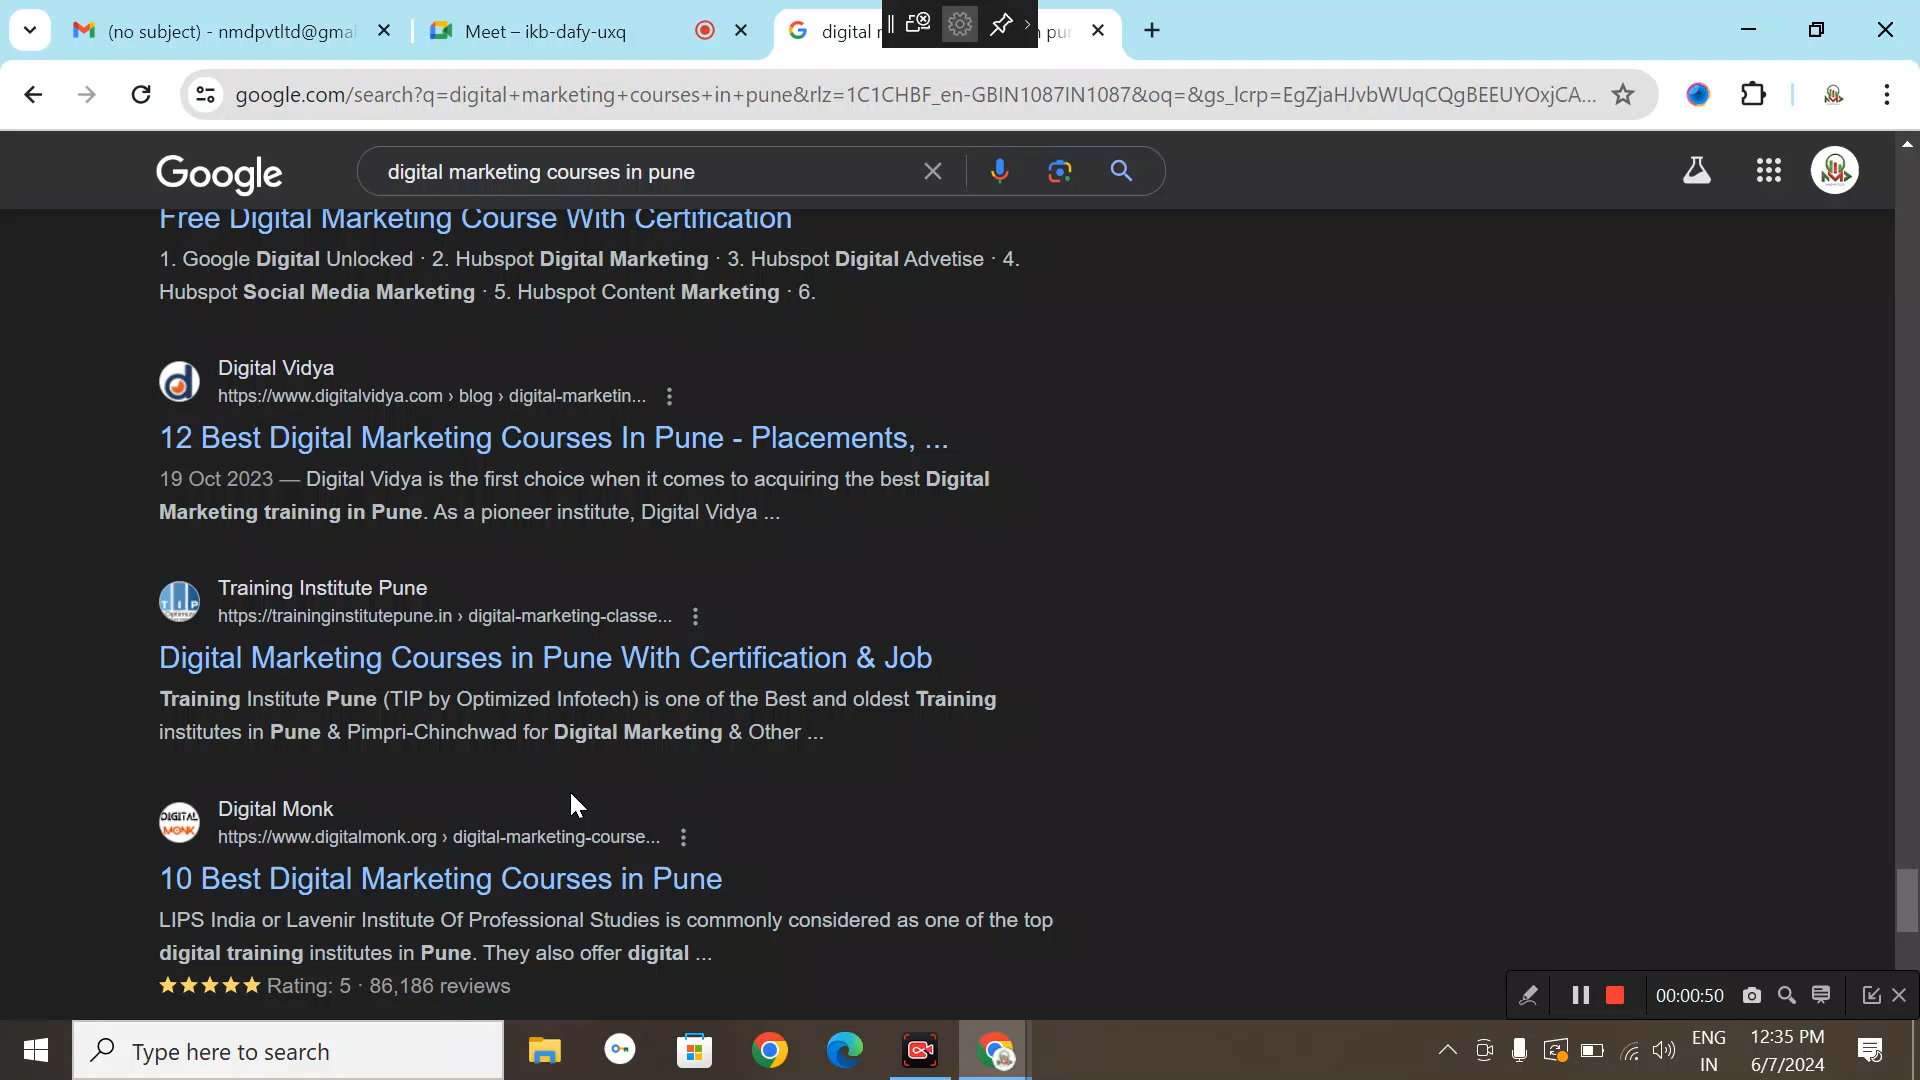 (no subject) - nmdpvtltd@gmai
Meet – ikb-dafy-uxq
digital
pu
google.com/search?q=digital+marketing+courses+in+pune&rlz=1C1CHBF_en-GBIN1087IN1087&oq=&gs_lcrp=EgZjaHJvbWUqCQgBEEUYOxjCA...
Google
digital marketing courses in pune
Free Digital Marketing Course With Certification
1. Google Digital Unlocked · 2. Hubspot Digital Marketing · 3. Hubspot Digital Advetise · 4.
Hubspot Social Media Marketing · 5. Hubspot Content Marketing · 6.
Digital Vidya
https://www.digitalvidya.com › blog › digital-marketin...
12 Best Digital Marketing Courses In Pune - Placements, ...
19 Oct 2023 — Digital Vidya is the first choice when it comes to acquiring the best Digital
Marketing training in Pune. As a pioneer institute, Digital Vidya ...
Training Institute Pune
https://traininginstitutepune.in › digital-marketing-classe...
TIP
Digital Marketing Courses in Pune With Certification & Job
Training Institute Pune (TIP by Optimized Infotech) is one of the Best and oldest Training
institutes in Pune & Pimpri-Chinchwad for Digital Marketing & Other ...
Digital Monk
DIGITAL
MONK
https://www.digitalmonk.org › digital-marketing-course...
10 Best Digital Marketing Courses in Pune
LIPS India or Lavenir Institute Of Professional Studies is commonly considered as one of the top
digital training institutes in Pune. They also offer digital ...
Rating: 5 · 86,186 reviews
00:00:50
Type here to search
ENG
IN
12:35 PM
6/7/2024